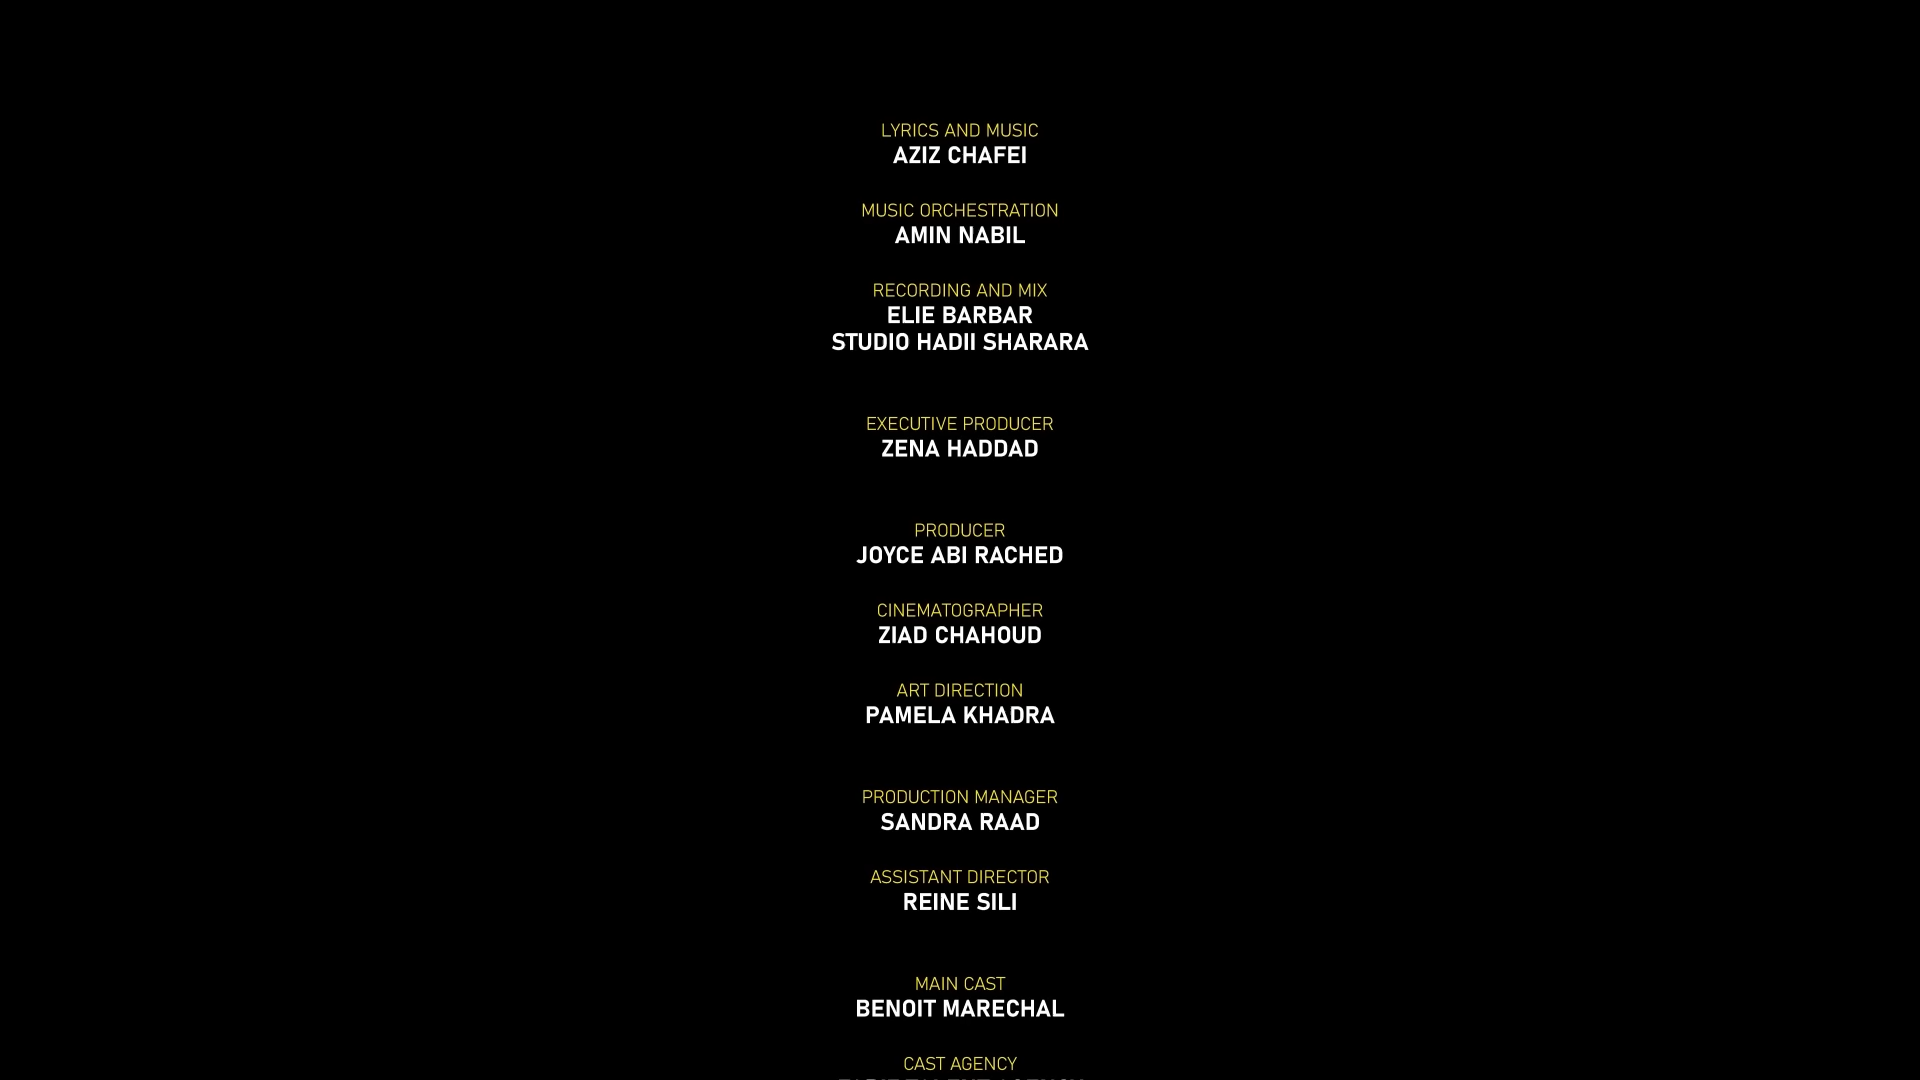 LYRICS AND MUSIC
AZIZ CHAFEI
MUSIC ORCHESTRATION
AMIN NABIL
RECORDING AND MIX
ELIE BARBAR
STUDIO HADII SHARARA
EXECUTIVE PRODUCER
ZENA HADDAD
PRODUCER
JOYCE ABI RACHED
CINEMATOGRAPHER
ZIAD CHAHOUD
ART DIRECTION
PAMELA KHADRA
PRODUCTION MANAGER
SANDRA RAAD
ASSISTANT DIRECTOR
REINE SILI
MAIN CAST
BENOIT MARECHAL
CAST AGENCY